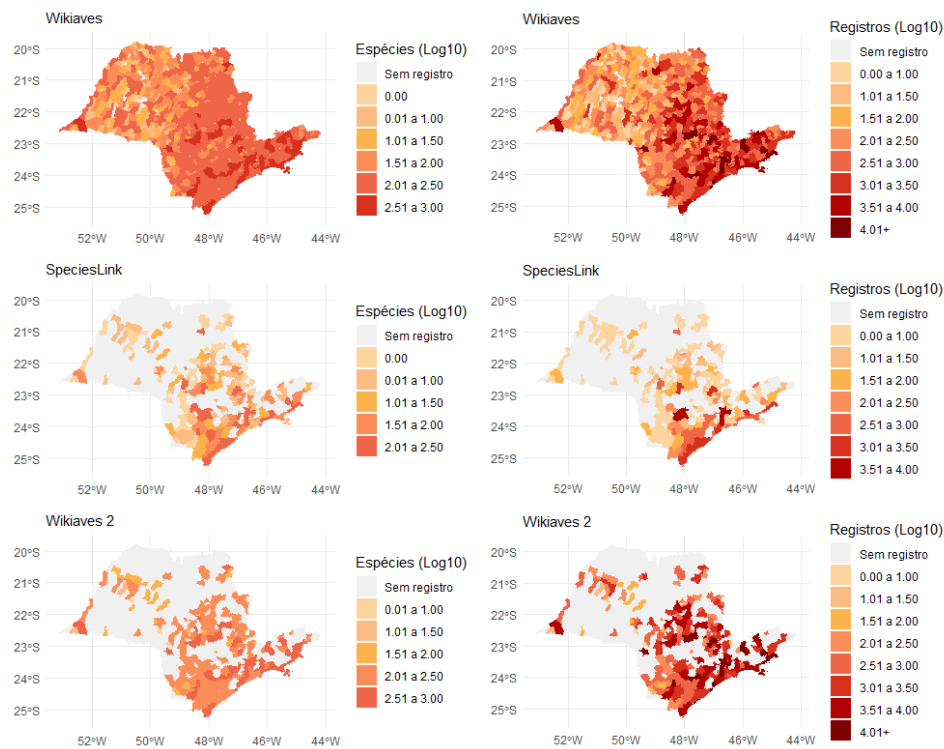 Wikiaves
20°S
21°S
22°S
23°S
24°S
25°S
52°W 50°W 48°W 46°W 44°W
Espécies (Log10)
Sem registro
0.00
0.01 a 1.00
1.01 a 1.50
1.51 a 2.00
2.01 a 2.50
2.51 a 3.00
Wikiaves
20°S
21°S
22°S
23°S
24°S
25°S
52°W 50°W 48°W 46°W 44°W
Registros (Log10)
Sem registro
0.00 a 1.00
1.01 a 1.50
1.51 a 2.00
2.01 a 2.50
2.51 a 3.00
3.01 a 3.50
3.51 a 4.00
4.01+
SpeciesLink
20°S
21°S
22°S
23°S
24°S
25°S
52°W 50°W 48°W 46°W 44°W
Espécies (Log10)
Sem registro
0.00
0.01 a 1.00
1.01 a 1.50
1.51 a 2.00
2.01 a 2.50
SpeciesLink
20°S
21°S
22°S
23°S
24°S
25°S
52°W 50°W 48°W 46°W 44°W
Registros (Log10)
Sem registro
0.00 a 1.00
1.01 a 1.50
1.51 a 2.00
2.01 a 2.50
2.51 a 3.00
3.01 a 3.50
3.51 a 4.00
Wikiaves 2
20°S
21°S
22°S
23°S
24°S
25°S
52°W 50°W 48°W 46°W 44°W
Espécies (Log10)
Sem registro
0.01 a 1.00
1.01 a 1.50
1.51 a 2.00
2.01 a 2.50
2.51 a 3.00
Wikiaves 2
20°S
21°S
22°S
23°S
24°S
25°S
52°W 50°W 48°W 46°W 44°W
Registros (Log10)
Sem registro
0.00 a 1.00
1.01 a 1.50
1.51 a 2.00
2.01 a 2.50
2.51 a 3.00
3.01 a 3.50
3.51 a 4.00
4.01+